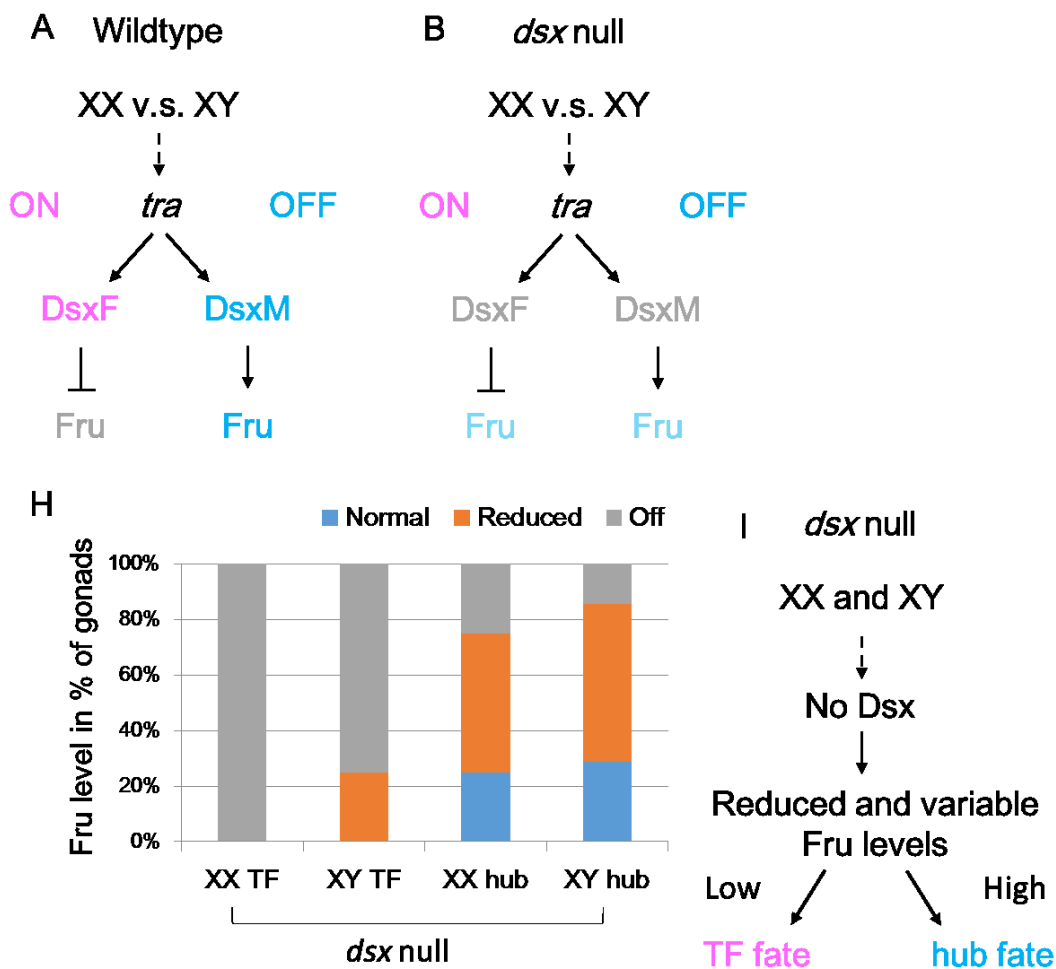 A Wildtype
XX v.s. XY
ON tra OFF
DsxF DsxM
Fru Fru
B dsx null
XX v.s. XY
ON tra OFF
DsxF DsxM
Fru Fru
H
Normal Reduced Off
Fru level in % of gonads
100%
80%
60%
40%
20%
0%
XX TF XY TF XX hub XY hub
dsx null
I dsx null
XX and XY
No Dsx
Reduced and variable
Fru levels
Low High
TF fate hub fate